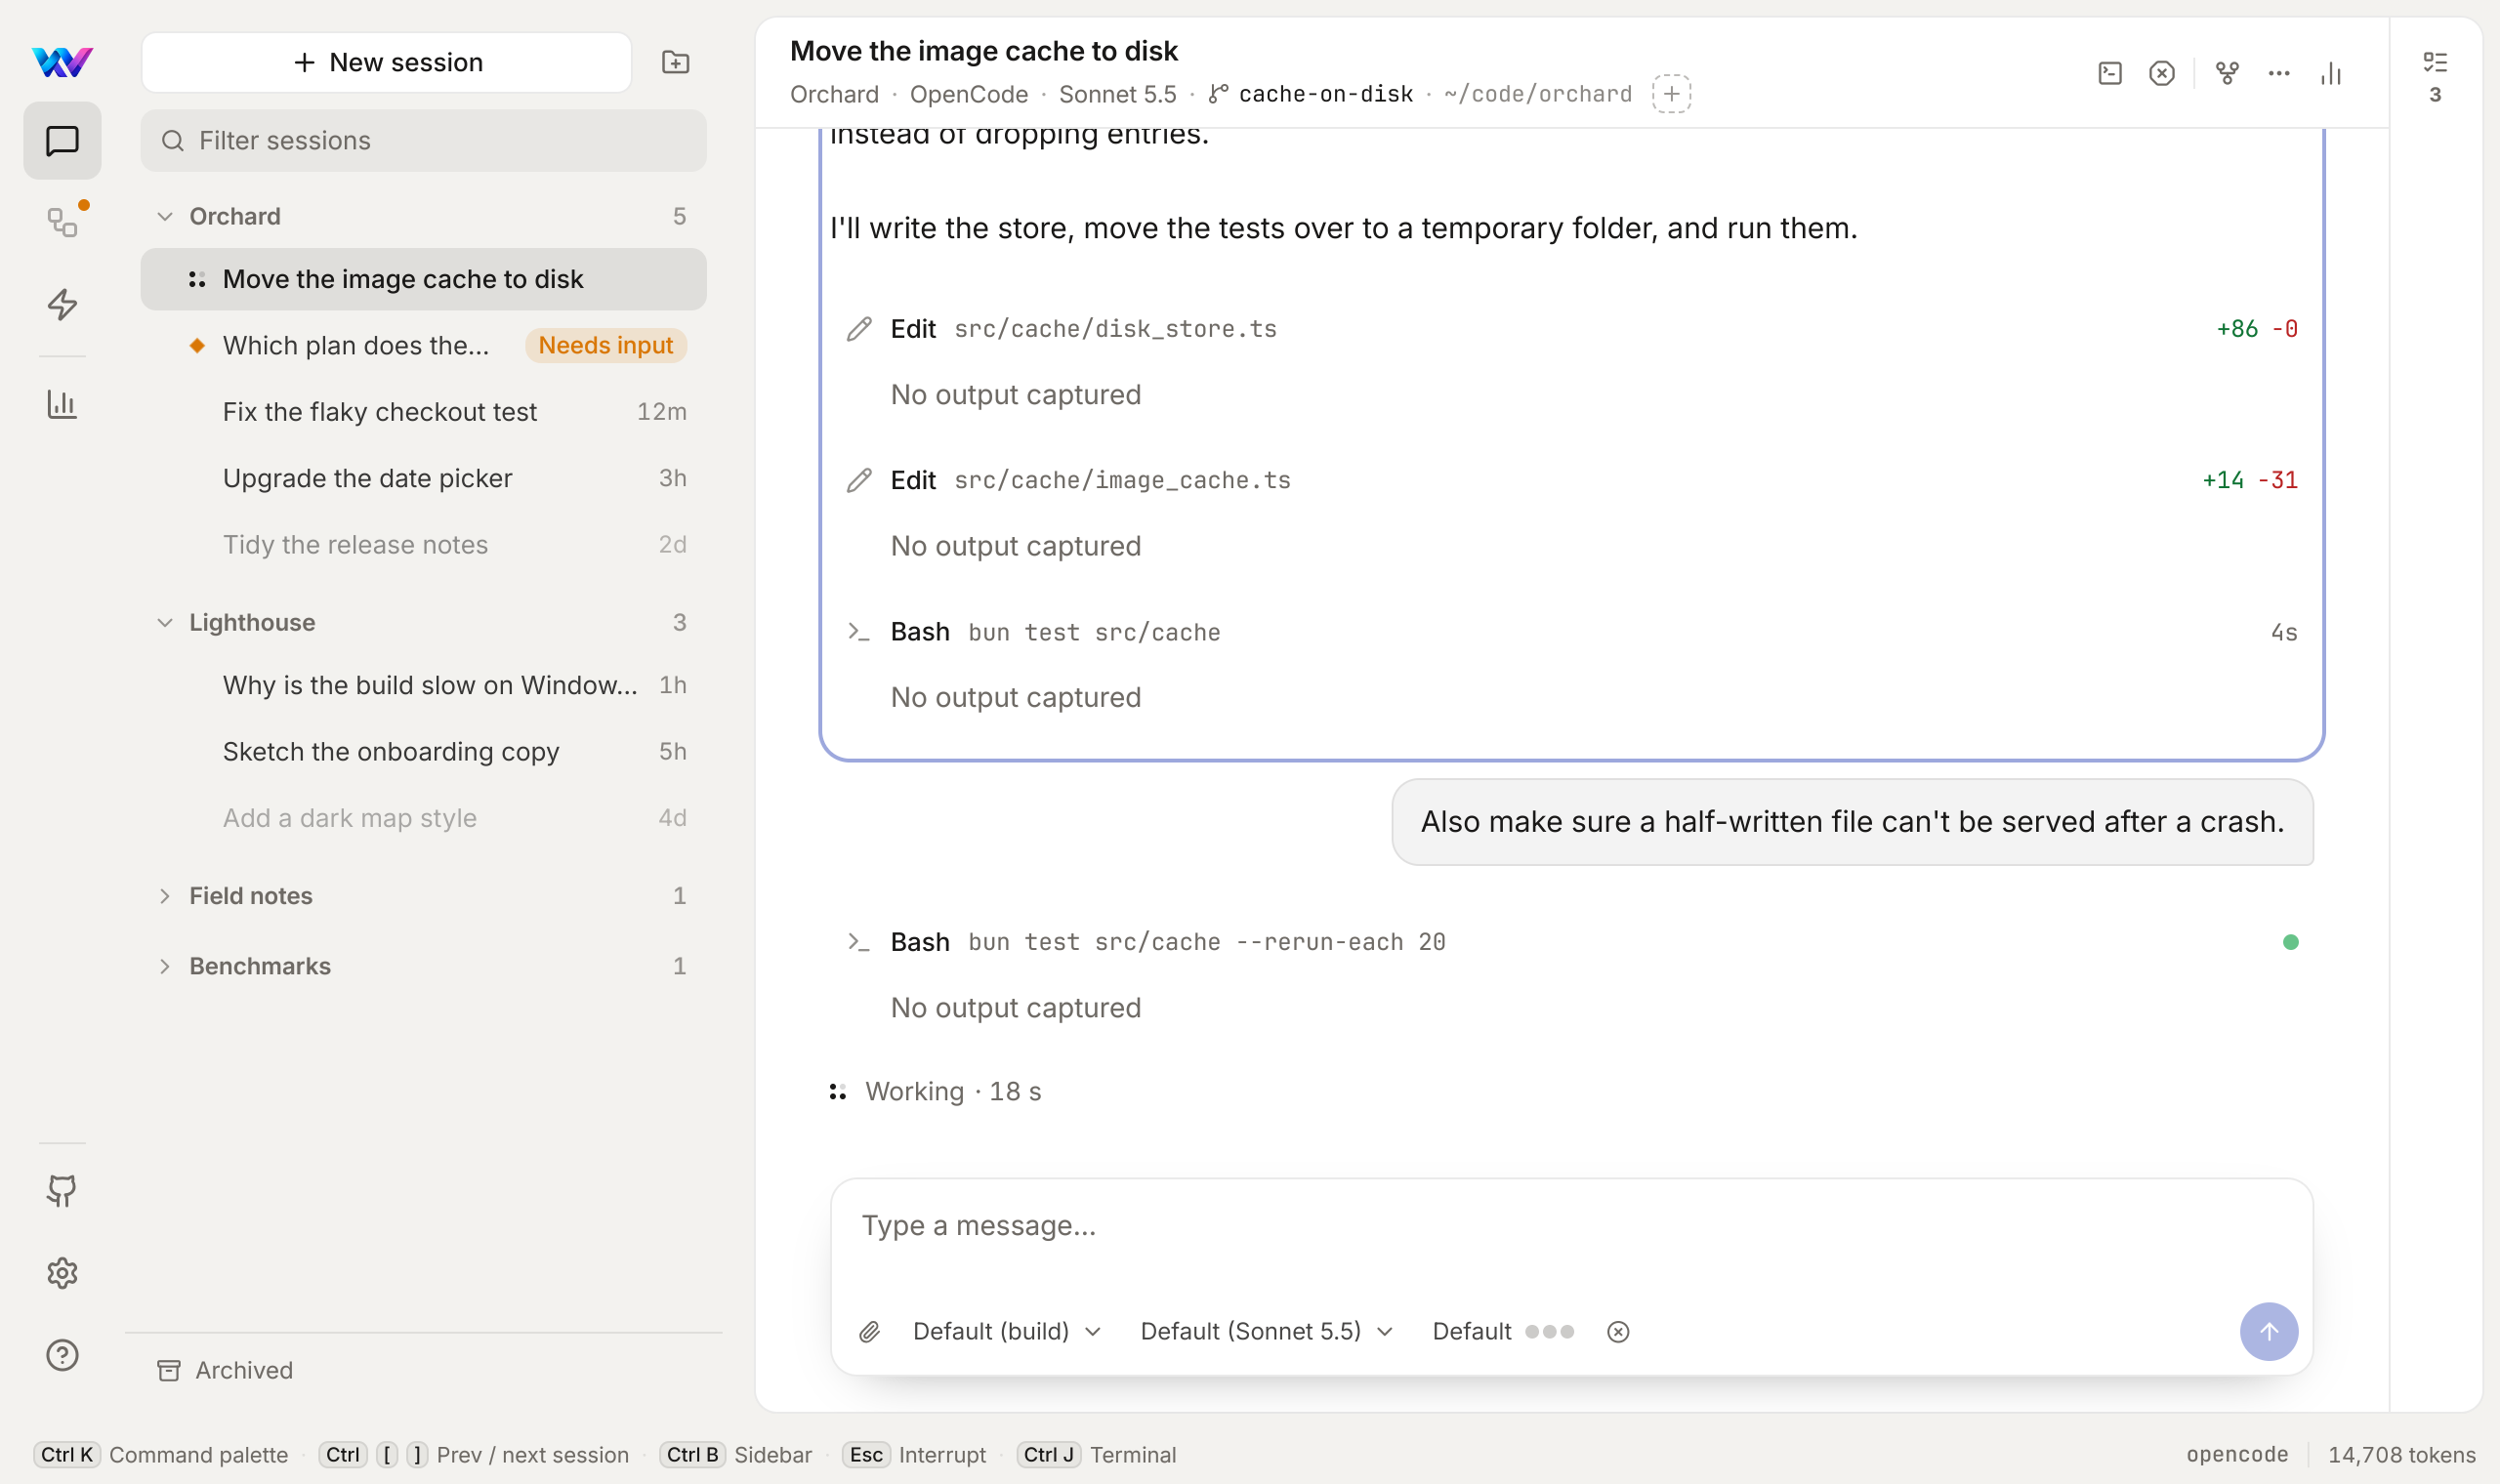 New session
Filter sessions
Orchard 5
Move the image cache to disk
Which plan does the... Needs input
Fix the flaky checkout test 12m
Upgrade the date picker 3h
Tidy the release notes 2d
Lighthouse 3
Why is the build slow on Window... 1h
Sketch the onboarding copy 5h
Add a dark map style 4d
Field notes 1
Benchmarks 1
Archived
Move the image cache to disk
Orchard · OpenCode · Sonnet 5.5 · cache-on-disk · ~/code/orchard
3
instead of dropping entries.
I'll write the store, move the tests over to a temporary folder, and run them.
Edit src/cache/disk_store.ts +86 -0
No output captured
Edit src/cache/image_cache.ts +14 -31
No output captured
Bash bun test src/cache 4s
No output captured
Also make sure a half-written file can't be served after a crash.
Bash bun test src/cache --rerun-each 20
No output captured
Working · 18 s
Type a message...
Default (build) Default (Sonnet 5.5) Default
Ctrl K Command palette · Ctrl [ ] Prev / next session · Ctrl B Sidebar · Esc Interrupt · Ctrl J Terminal
opencode 14,708 tokens